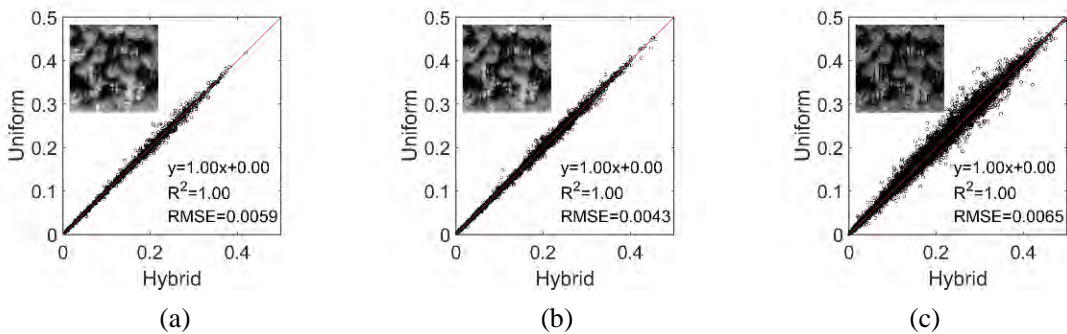 0.5
0.4
0.3
0.2
0.1
0
Uniform
y=1.00x+0.00
R²=1.00
RMSE=0.0059
0 0.2 0.4
Hybrid
(a)
0.5
0.4
0.3
0.2
0.1
0
Uniform
y=1.00x+0.00
R²=1.00
RMSE=0.0043
0 0.2 0.4
Hybrid
(b)
0.5
0.4
0.3
0.2
0.1
0
Uniform
y=1.00x+0.00
R²=1.00
RMSE=0.0065
0 0.2 0.4
Hybrid
(c)